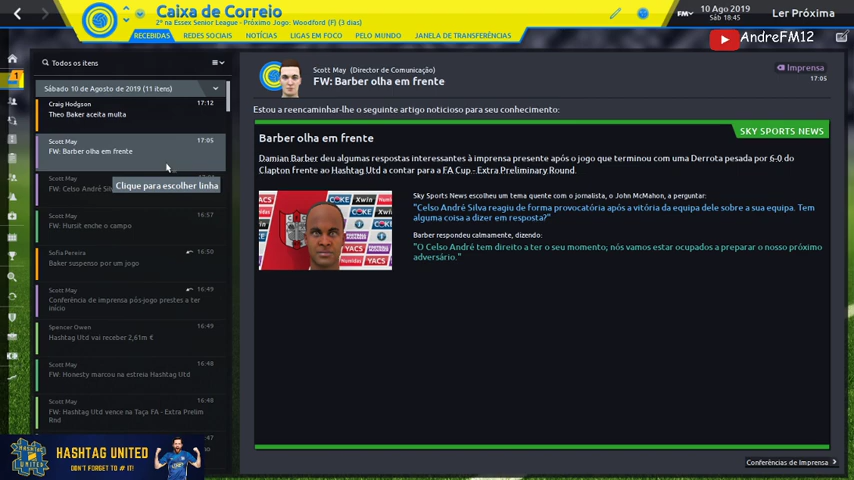 Caixa de Correio
2º na Essex Senior League - Próximo Jogo: Woodford (F) (3 dias)
FM
10 Ago 2019
Sáb 18:45
Ler Próxima
RECEBIDAS
REDES SOCIAIS
NOTÍCIAS
LIGAS EM FOCO
PELO MUNDO
JANELA DE TRANSFERÊNCIAS
AndreFM12
1
Todos os itens
Sábado 10 de Agosto de 2019 (11 itens)
Craig Hodgson 17:12
Theo Baker aceita multa
Scott May 17:05
FW: Barber olha em frente
Clique para escolher linha
Scott May
FW: Celso André
Scott May 16:57
FW: Hursit enche o campo
Sofia Pereira 16:50
Baker suspenso por um jogo
Scott May 16:49
Conferência de imprensa pós-jogo prestes a ter
início
Spencer Owen 16:49
Hashtag Utd vai receber 2,61m €
Scott May 16:48
FW: Honesty marcou na estreia Hashtag Utd
Scott May 16:48
FW: Hashtag Utd vence na Taça FA - Extra Prelim
Rnd
HASHTAG UNITED
DON'T FORGET TO # IT!
Scott May (Director de Comunicação)
FW: Barber olha em frente
Imprensa
17:05
Estou a reencaminhar-lhe o seguinte artigo noticioso para seu conhecimento:
SKY SPORTS NEWS
Barber olha em frente
Damian Barber deu algumas respostas interessantes à imprensa presente após o jogo que terminou com uma Derrota pesada por 6-0 do
Clapton frente ao Hashtag Utd a contar para a FA Cup - Extra Preliminary Round.
Sky Sports News escolheu um tema quente com o jornalista, o John McMahon, a perguntar:
"Celso André Silva reagiu de forma provocatória após a vitória da equipa dele sobre a sua equipa. Tem
alguma coisa a dizer em resposta?"
Barber respondeu calmamente, dizendo:
"O Celso André tem direito a ter o seu momento; nós vamos estar ocupados a preparar o nosso próximo
adversário."
COKE
Xwin
YACS
Conferências de Imprensa